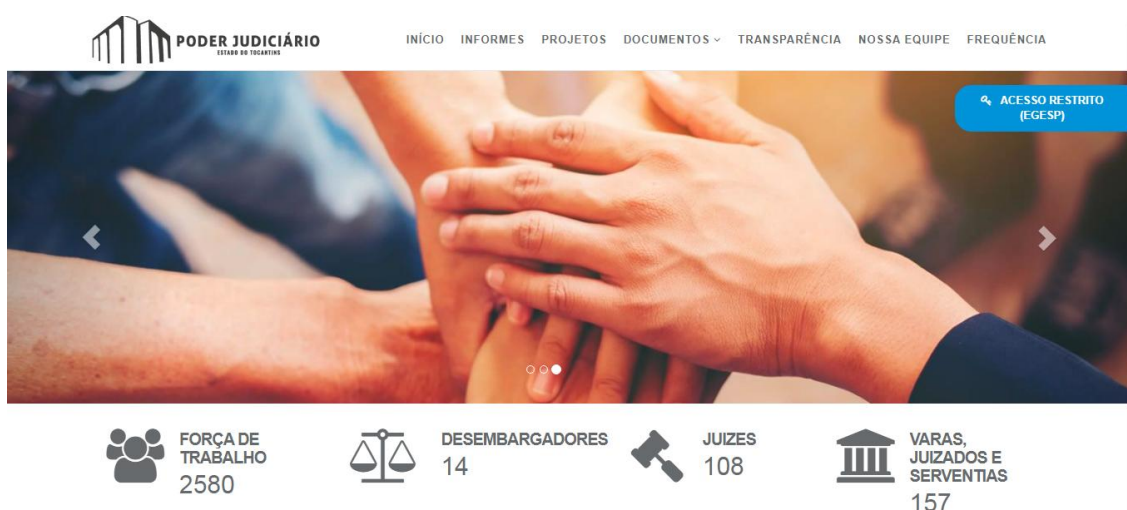 PODER JUDICIÁRIO
ESTADO DO TOCANTINS
INÍCIO INFORMES PROJETOS DOCUMENTOS TRANSPARÊNCIA NOSSA EQUIPE FREQUÊNCIA
ACESSO RESTRITO
(EGESP)
FORÇA DE
TRABALHO
2580
DESEMBARGADORES
14
JUIZES
108
VARAS,
JUIZADOS E
SERVENTIAS
157